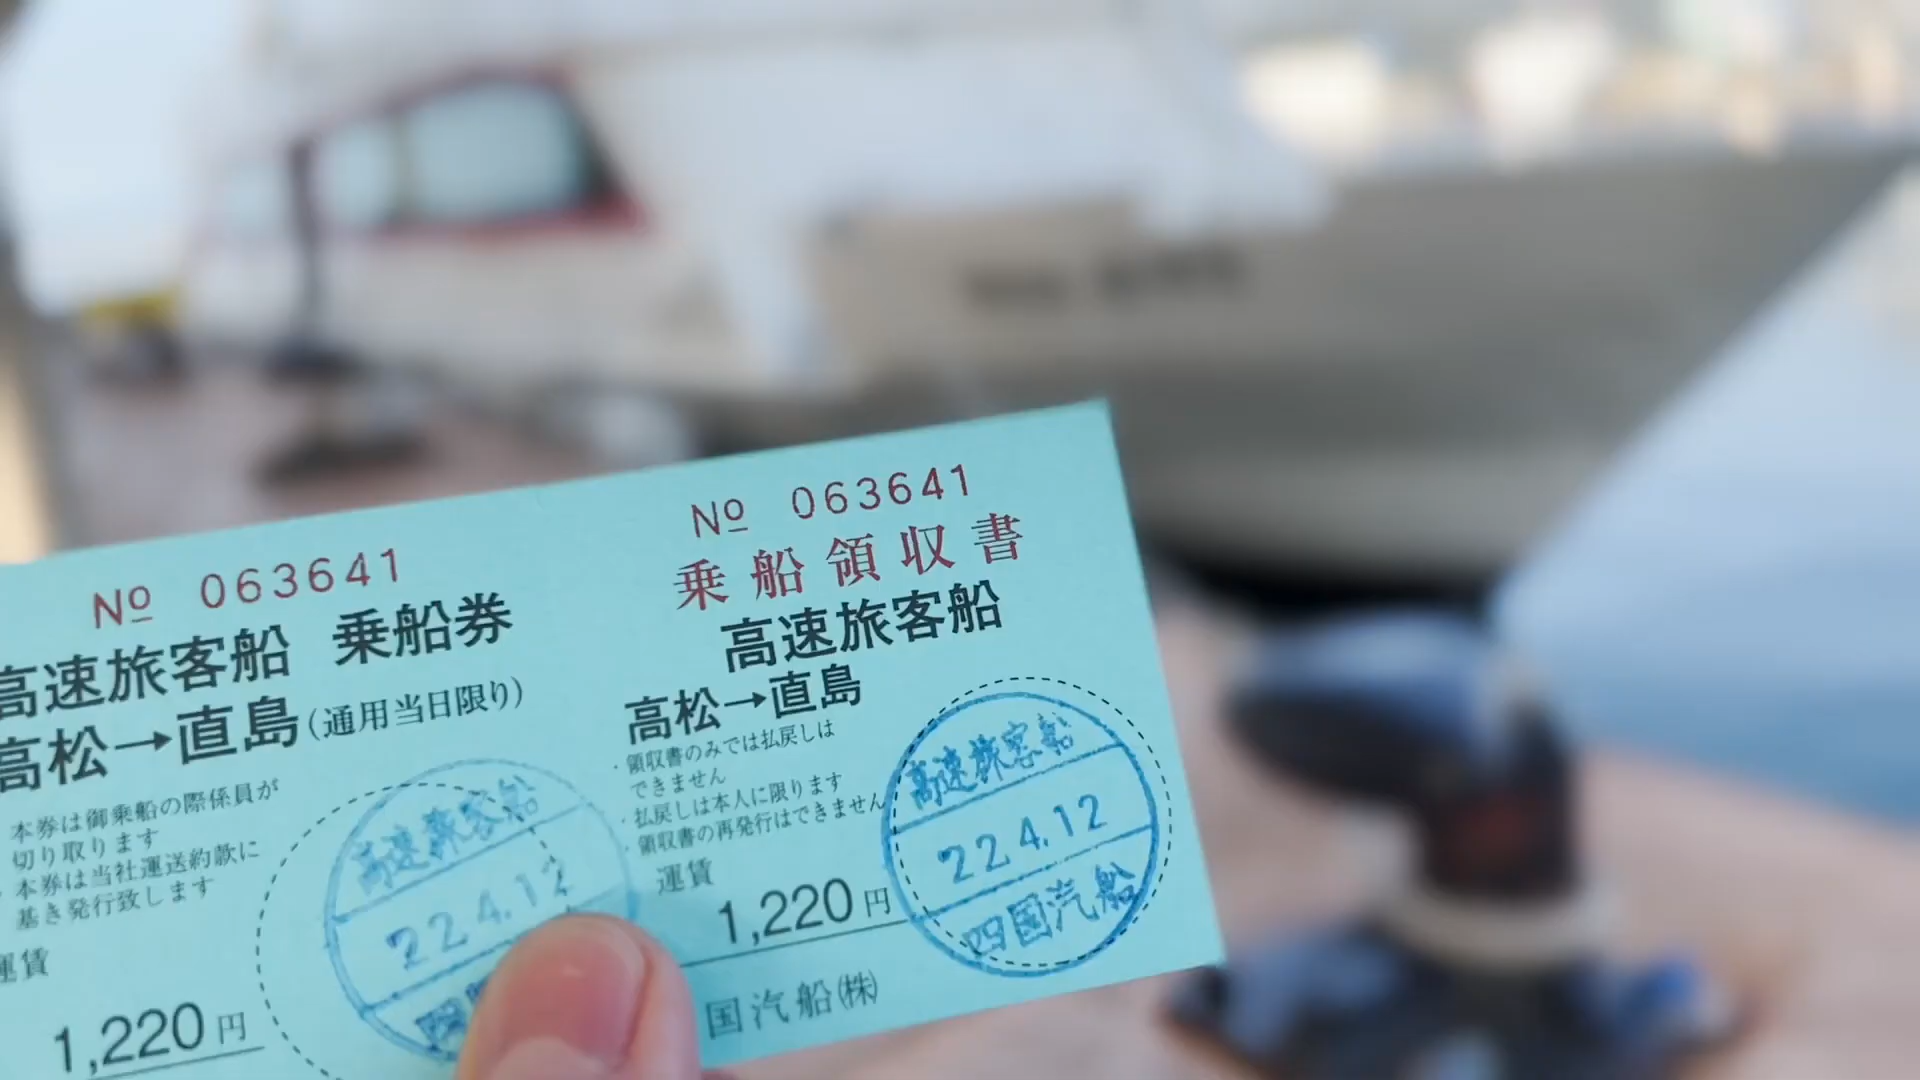 № 063641
高速旅客船 乗船券
高松→直島(通用当日限り)
本券は御乗船の際係員が
切り取ります
・本券は当社運送約款に
基き発行致します
運賃
1,220円
高速旅客船
22.4.12
№ 063641
乗船領収書
高速旅客船
高松→直島
・領収書のみでは払戻しは
できません
・払戻しは本人に限ります
・領収書の再発行はできません
運賃
1,220円
国汽船㈱
高速旅客船
22.4.12
四国汽船